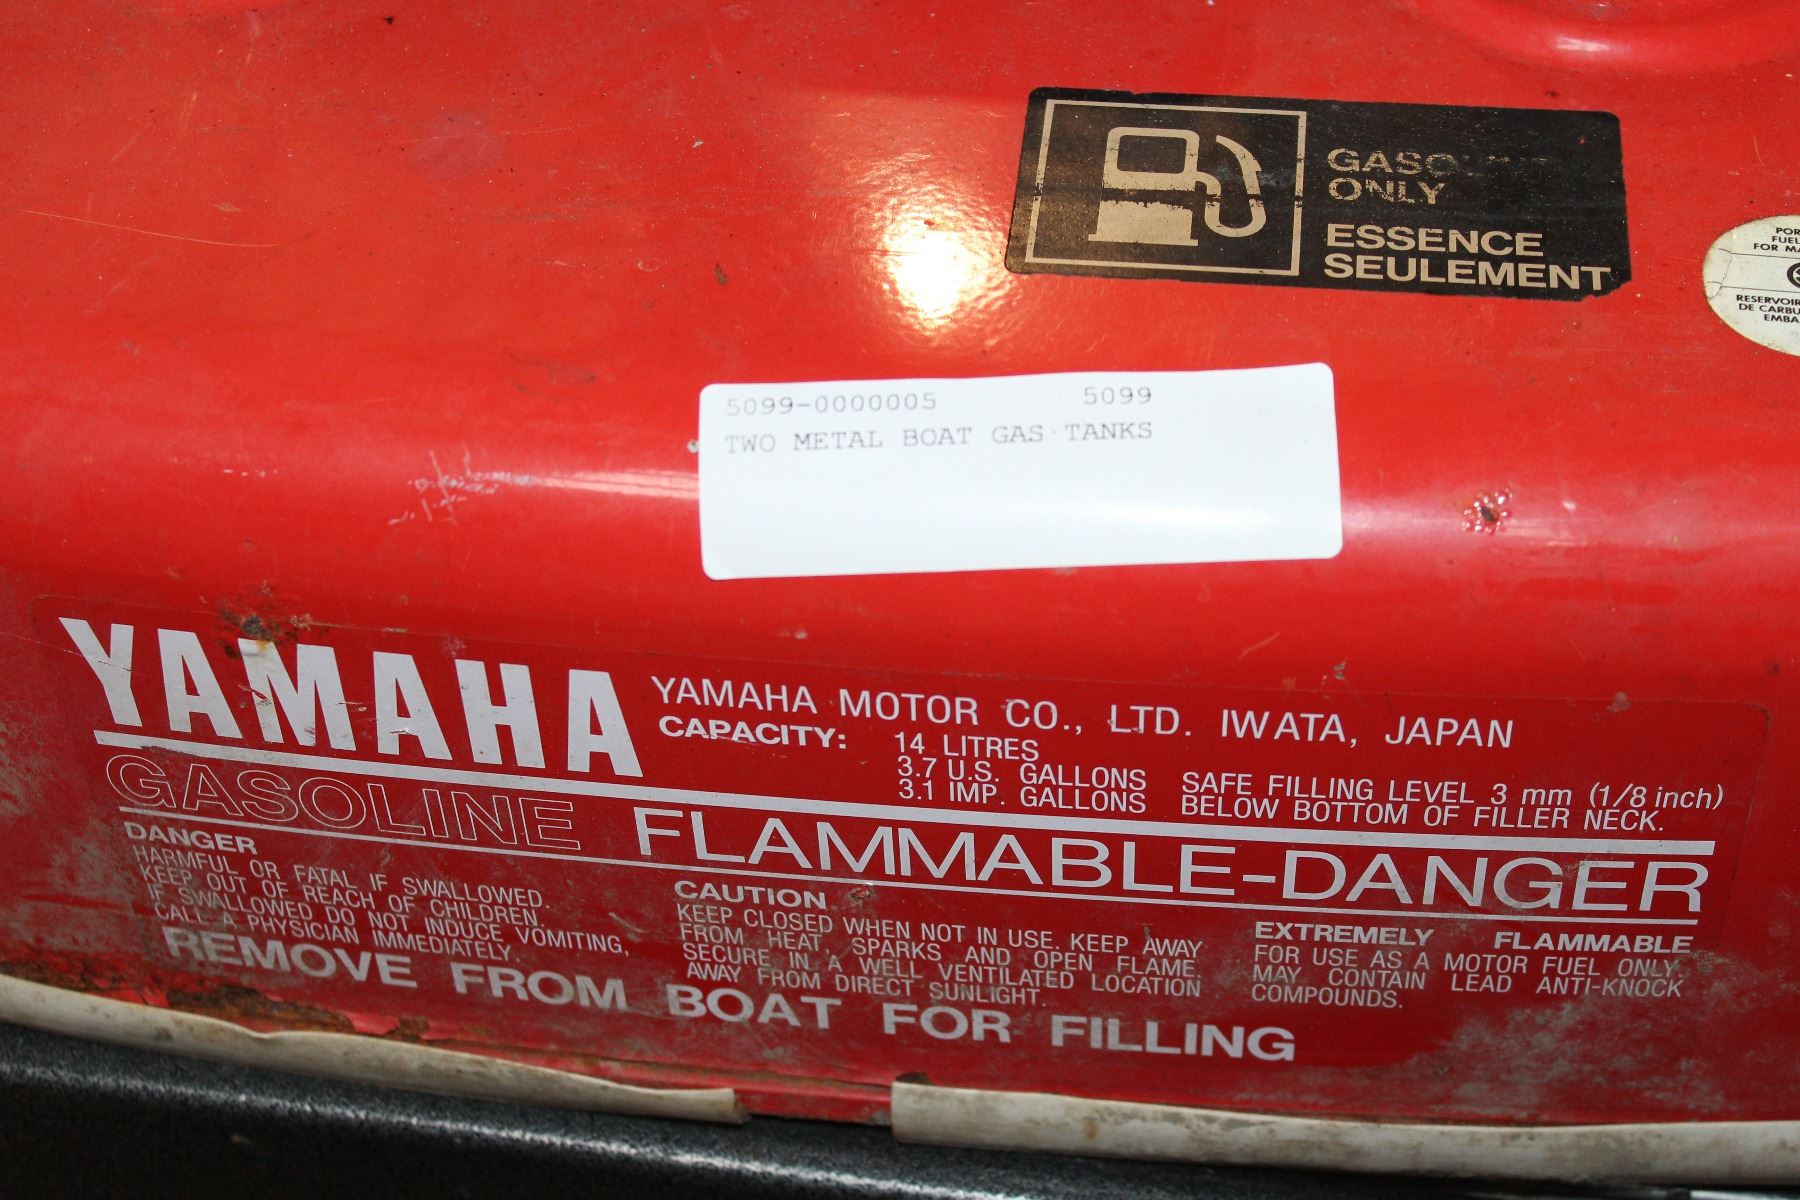 GASOLINE
ONLY
ESSENCE
SEULEMENT
FUEL
FOR
RESERVOIR
DE
5099-0000005 5099
TWO METAL BOAT GAS TANKS
YAMAHA
YAMAHA MOTOR CO., LTD. IWATA, JAPAN
CAPACITY: 14 LITRES
3.7 U.S. GALLONS
3.1 IMP. GALLONS
SAFE FILLING LEVEL 3 mm (1/8 inch)
BELOW BOTTOM OF FILLER NECK.
GASOLINE FLAMMABLE-DANGER
DANGER
HARMFUL OR FATAL IF SWALLOWED.
KEEP OUT OF REACH OF CHILDREN.
IF SWALLOWED DO NOT INDUCE VOMITING,
CALL A PHYSICIAN IMMEDIATELY.
CAUTION
KEEP CLOSED WHEN NOT IN USE. KEEP AWAY
FROM HEAT, SPARKS AND OPEN FLAME.
SECURE IN A WELL VENTILATED LOCATION
AWAY FROM DIRECT SUNLIGHT.
EXTREMELY FLAMMABLE
FOR USE AS A MOTOR FUEL ONLY.
MAY CONTAIN LEAD ANTI-KNOCK
COMPOUNDS.
REMOVE FROM BOAT FOR FILLING